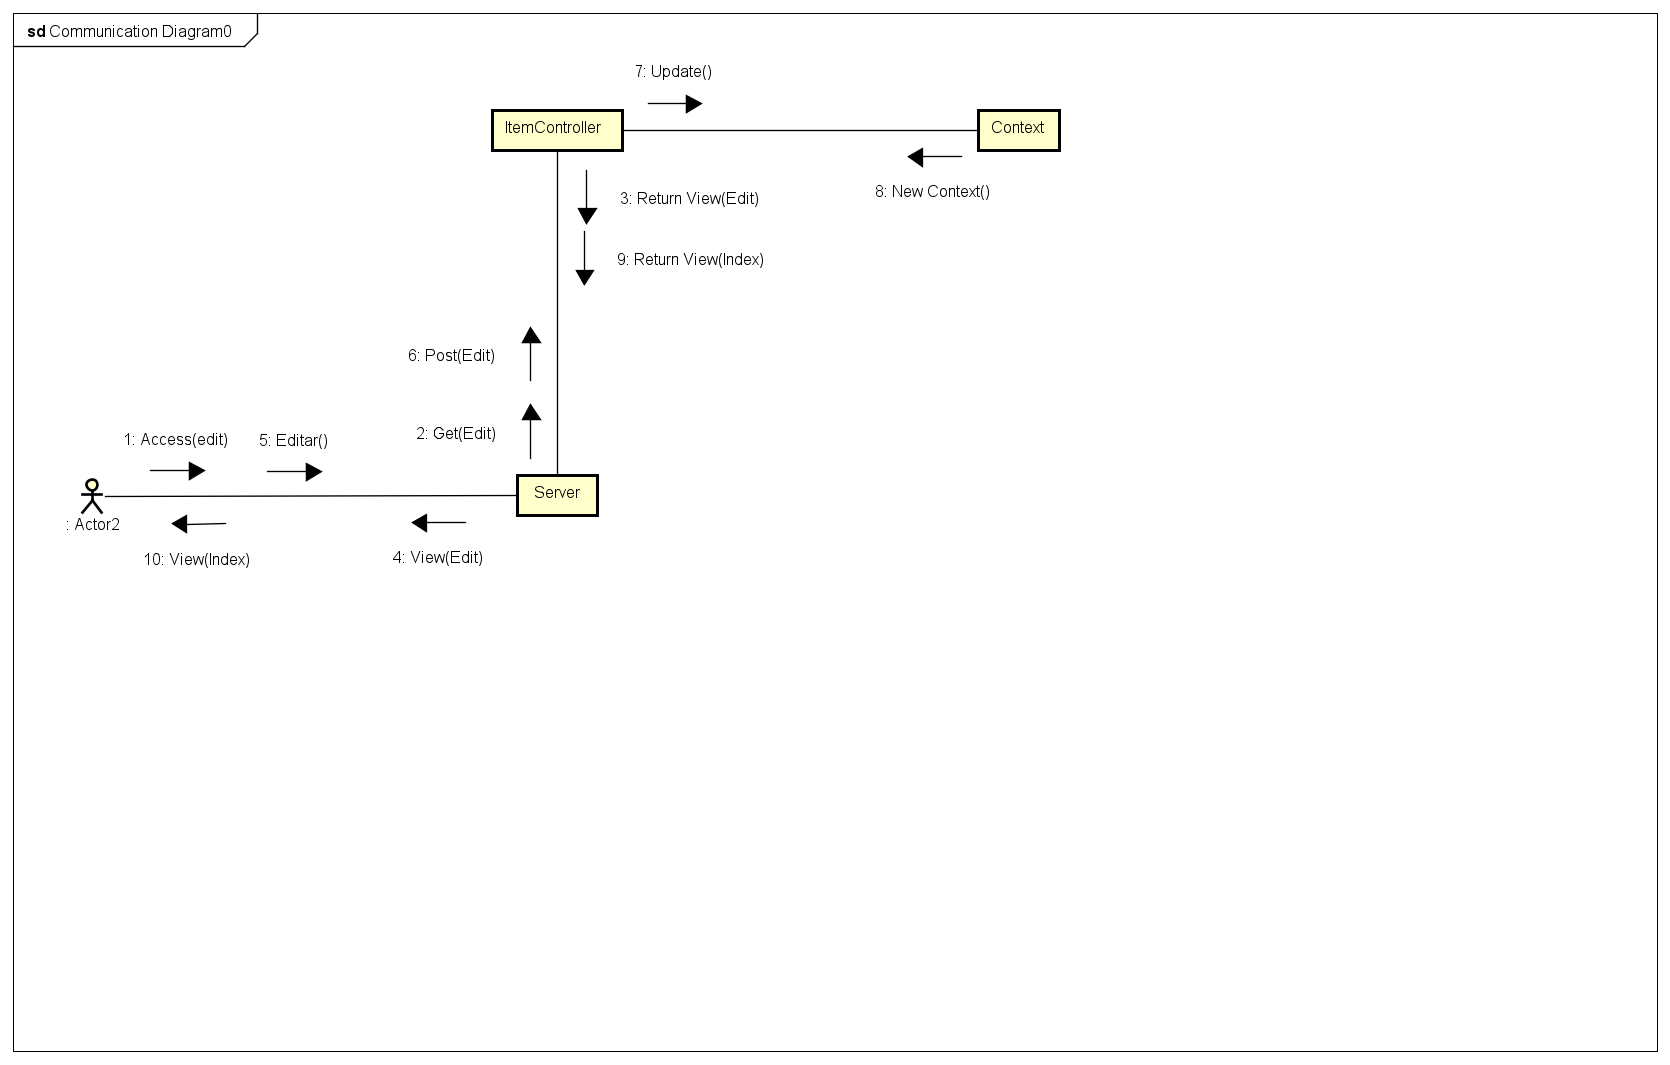 sd Communication Diagram0
7: Update()
ItemController
Context
8: New Context()
3: Return View(Edit)
9: Return View(Index)
6: Post(Edit)
2: Get(Edit)
1: Access(edit)
5: Editar()
Server
: Actor2
10: View(Index)
4: View(Edit)